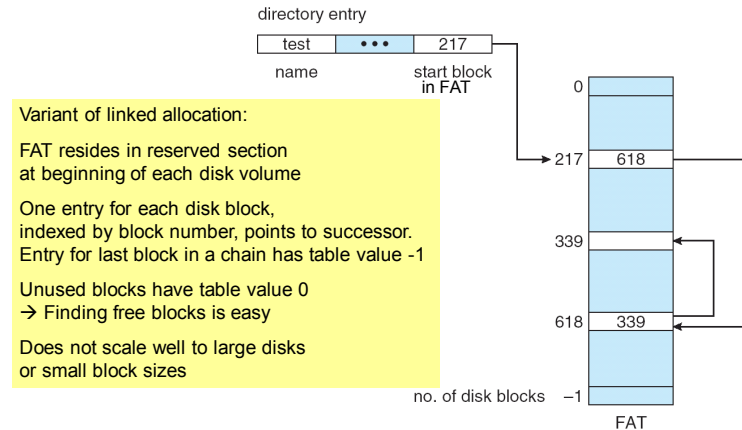 directory entry
test ••• 217
name start block
in FAT
Variant of linked allocation:
FAT resides in reserved section
at beginning of each disk volume
One entry for each disk block,
indexed by block number, points to successor.
Entry for last block in a chain has table value -1
Unused blocks have table value 0
→ Finding free blocks is easy
Does not scale well to large disks
or small block sizes
0
217 618
339
618 339
no. of disk blocks –1
FAT